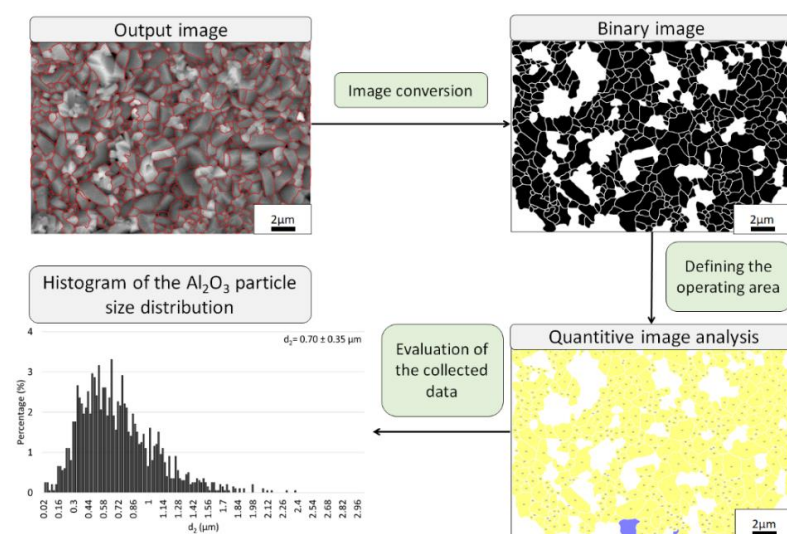 Output image
Binary image
Image conversion
2µm
2µm
Defining the
operating area
Histogram of the Al₂O₃ particle
size distribution
Quantitive image analysis
Evaluation of
the collected
data
d₂= 0.70 ± 0.35 µm
Percentage (%)
4
3
2
1
0
0.02 0.16 0.3 0.44 0.58 0.72 0.86 1 1.14 1.28 1.42 1.56 1.7 1.84 1.98 2.12 2.26 2.4 2.54 2.68 2.82 2.96
d₂ (µm)
2µm